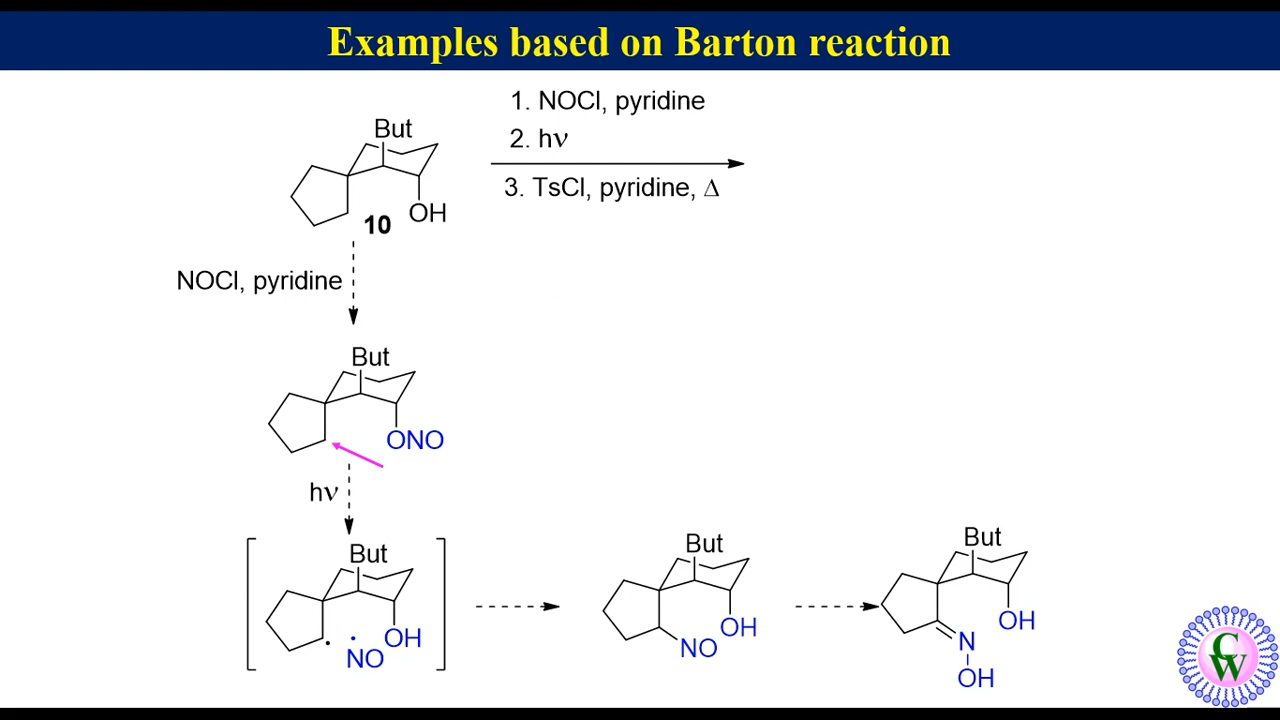 Examples based on Barton reaction
1. NOCl, pyridine
2. hν
3. TsCl, pyridine, Δ
But
OH
10
NOCl, pyridine
But
ONO
hν
But
OH
NO
But
OH
NO
But
OH
N
OH
CW